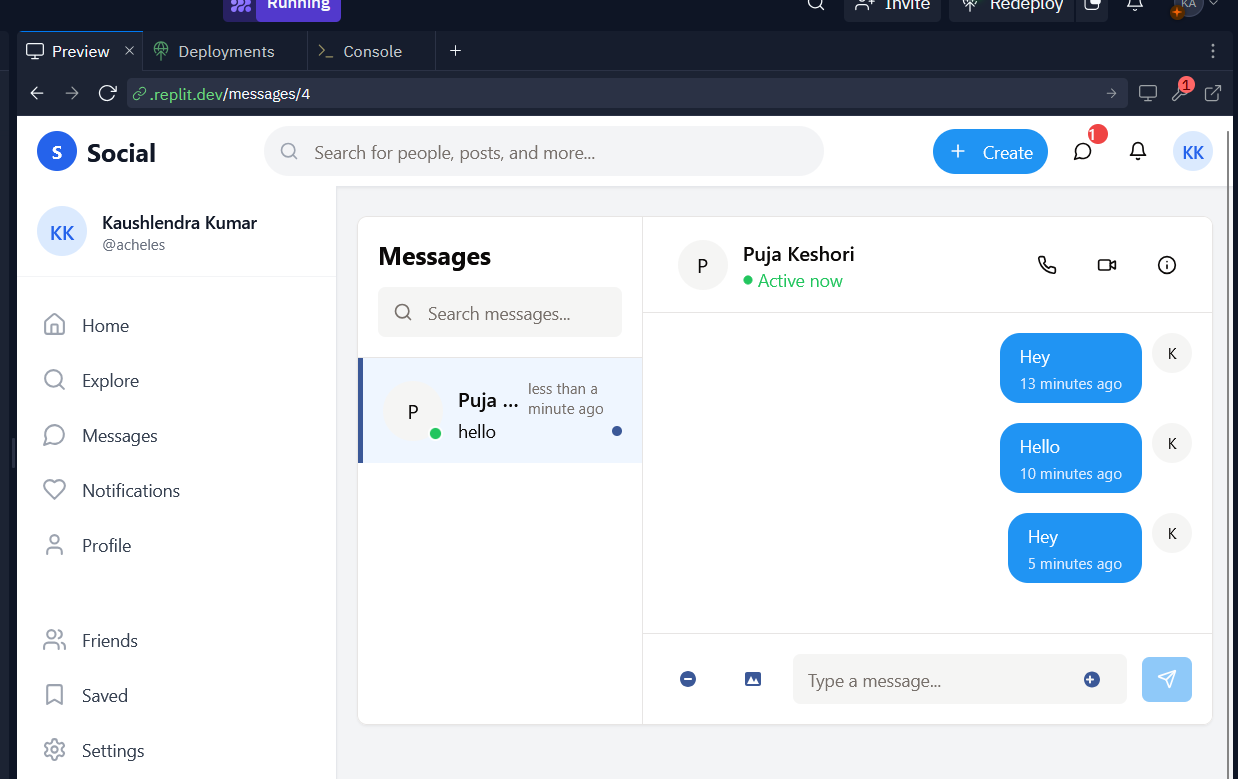 Running
Invite
Redeploy
KA
Preview
Deployments
Console
.replit.dev/messages/4
1
S
Social
Search for people, posts, and more...
Create
1
KK
KK
Kaushlendra Kumar
@acheles
Home
Explore
Messages
Notifications
Profile
Friends
Saved
Settings
Messages
Search messages...
P
Puja ...
less than a
minute ago
hello
P
Puja Keshori
Active now
Hey
13 minutes ago
K
Hello
10 minutes ago
K
Hey
5 minutes ago
K
Type a message...